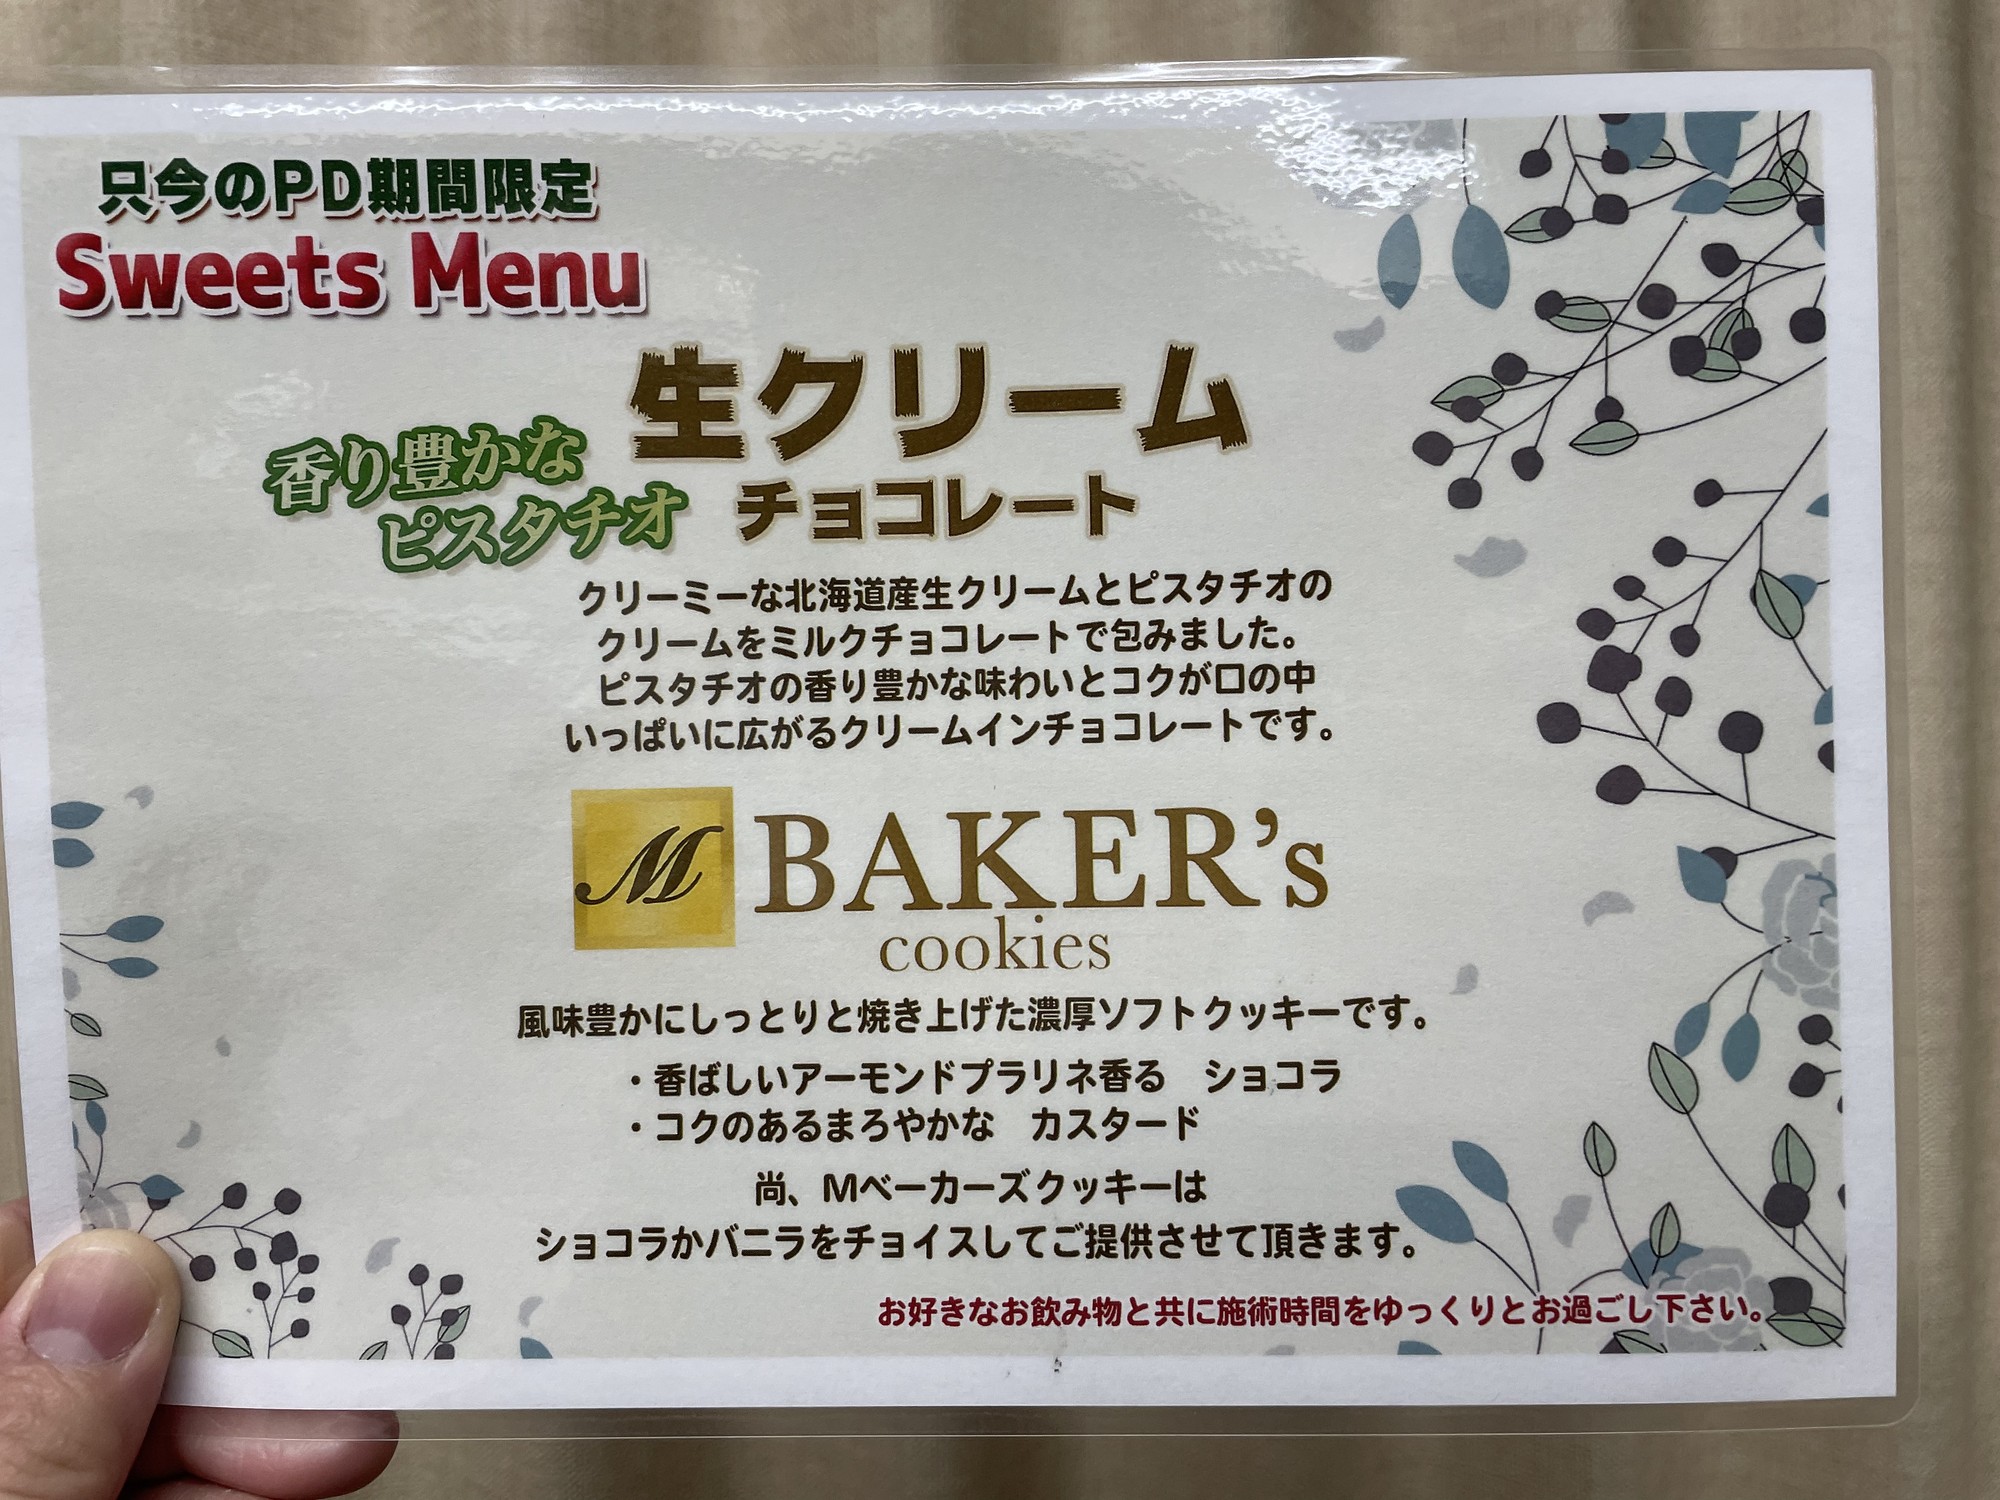 只今のPD期間限定
Sweets Menu
香り豊かな
ピスタチオ
生クリーム
チョコレート
クリーミーな北海道産生クリームとピスタチオの
クリームをミルクチョコレートで包みました。
ピスタチオの香り豊かな味わいとコクが口の中
いっぱいに広がるクリームインチョコレートです。
M BAKER's
cookies
風味豊かにしっとりと焼き上げた濃厚ソフトクッキーです。
・香ばしいアーモンドプラリネ香る　ショコラ
・コクのあるまろやかな　カスタード
尚、Mベーカーズクッキーは
ショコラかバニラをチョイスしてご提供させて頂きます。
お好きなお飲み物と共に施術時間をゆっくりとお過ごし下さい。